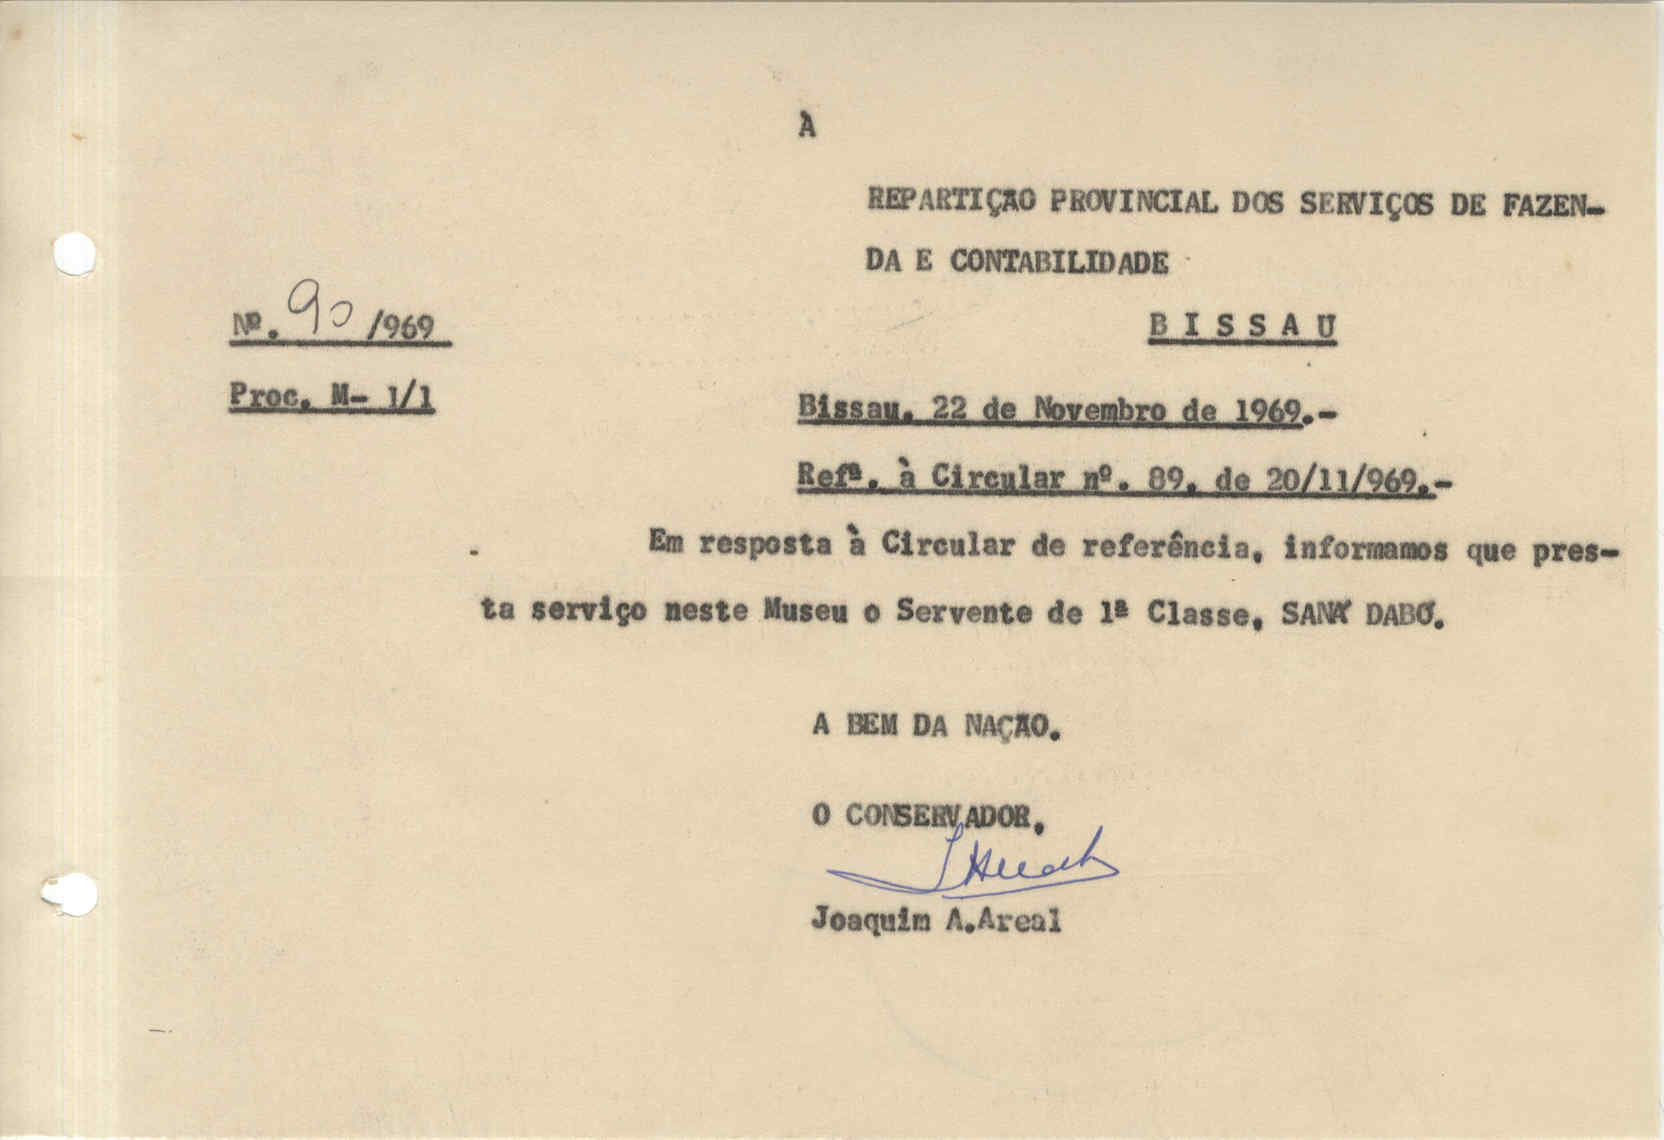 À
REPARTIÇÃO PROVINCIAL DOS SERVIÇOS DE FAZEN-
DA E CONTABILIDADE
Nº. 90 /969
B I S S A U
Proc. M- 1/1
Bissau, 22 de Novembro de 1969.-
Refª. à Circular nº. 89, de 20/11/969.-
Em resposta à Circular de referência, informamos que pres-
ta serviço neste Museu o Servente de 1ª Classe, SANÁ DABÓ.
A BEM DA NAÇÃO.
O CONSERVADOR,
Joaquim A.Areal